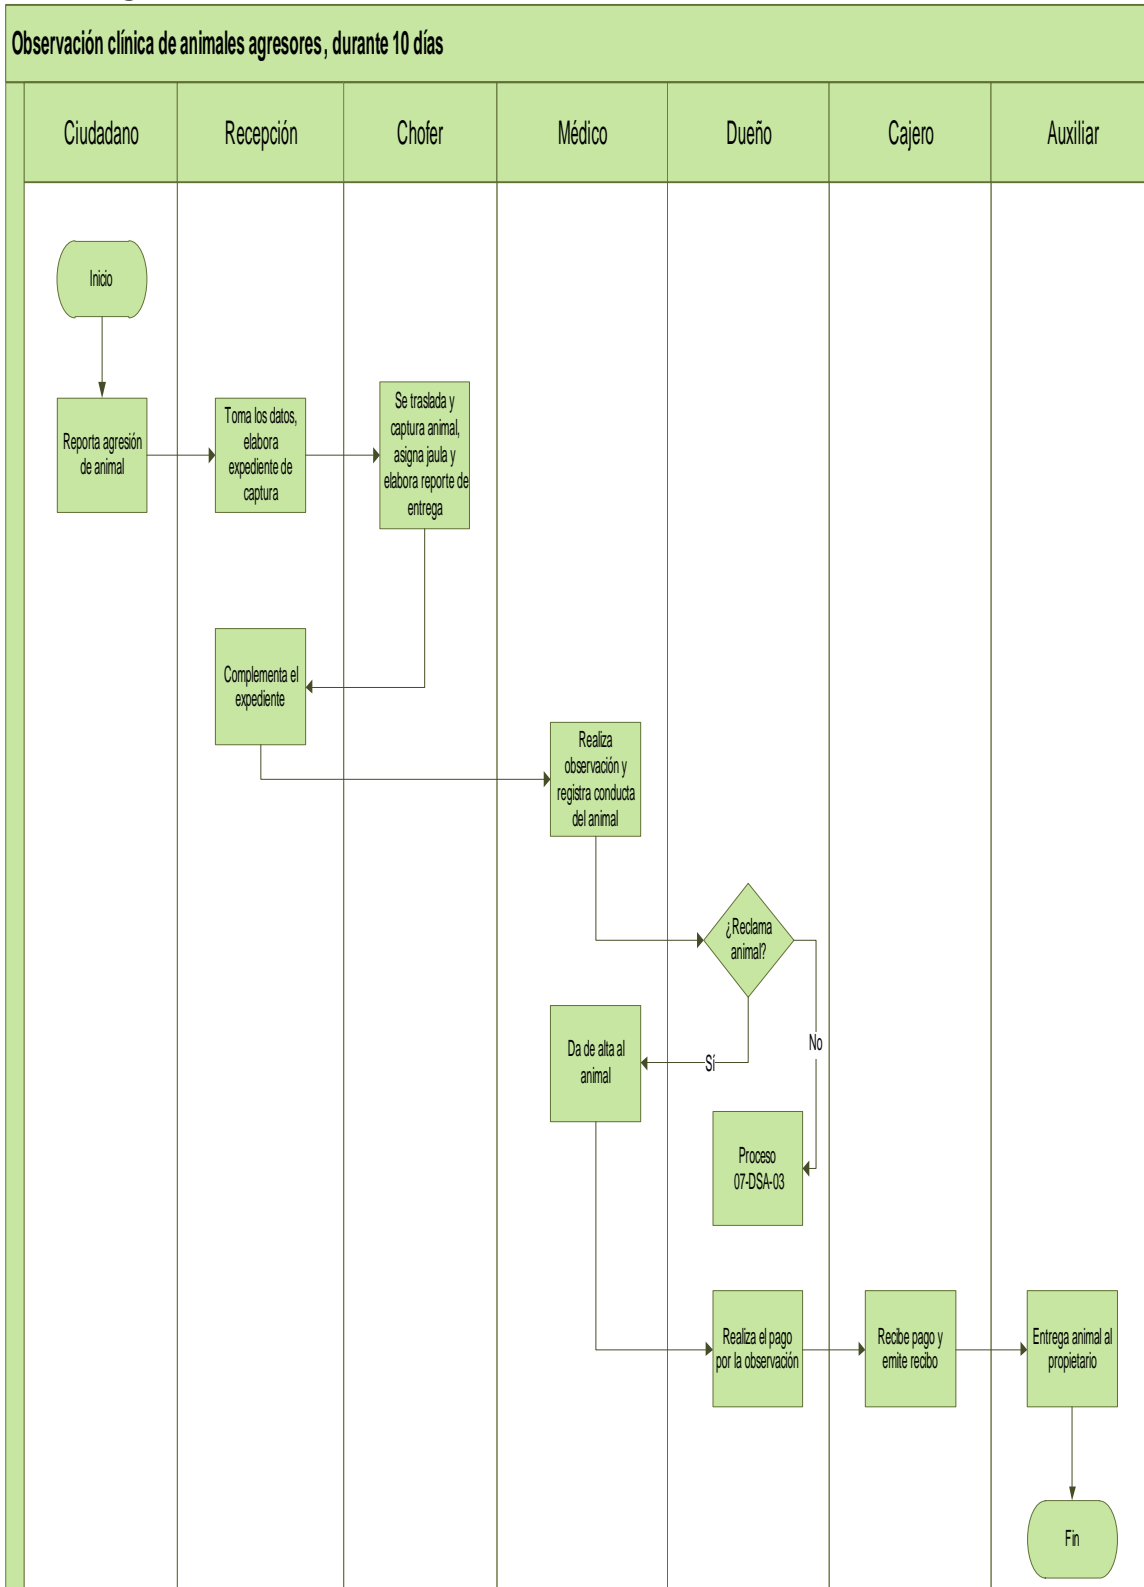 Observación clínica de animales agresores, durante 10 días
Ciudadano
Recepción
Chofer
Médico
Dueño
Cajero
Auxiliar
Inicio
Reporta agresión
de animal
Toma los datos,
elabora
expediente de
captura
Se traslada y
captura animal,
asigna jaula y
elabora reporte de
entrega
Complementa el
expediente
Realiza
observación y
registra conducta
del animal
¿Reclama
animal?
No
Sí
Da de alta al
animal
Proceso
07-DSA-03
Realiza el pago
por la observación
Recibe pago y
emite recibo
Entrega animal al
propietario
Fin